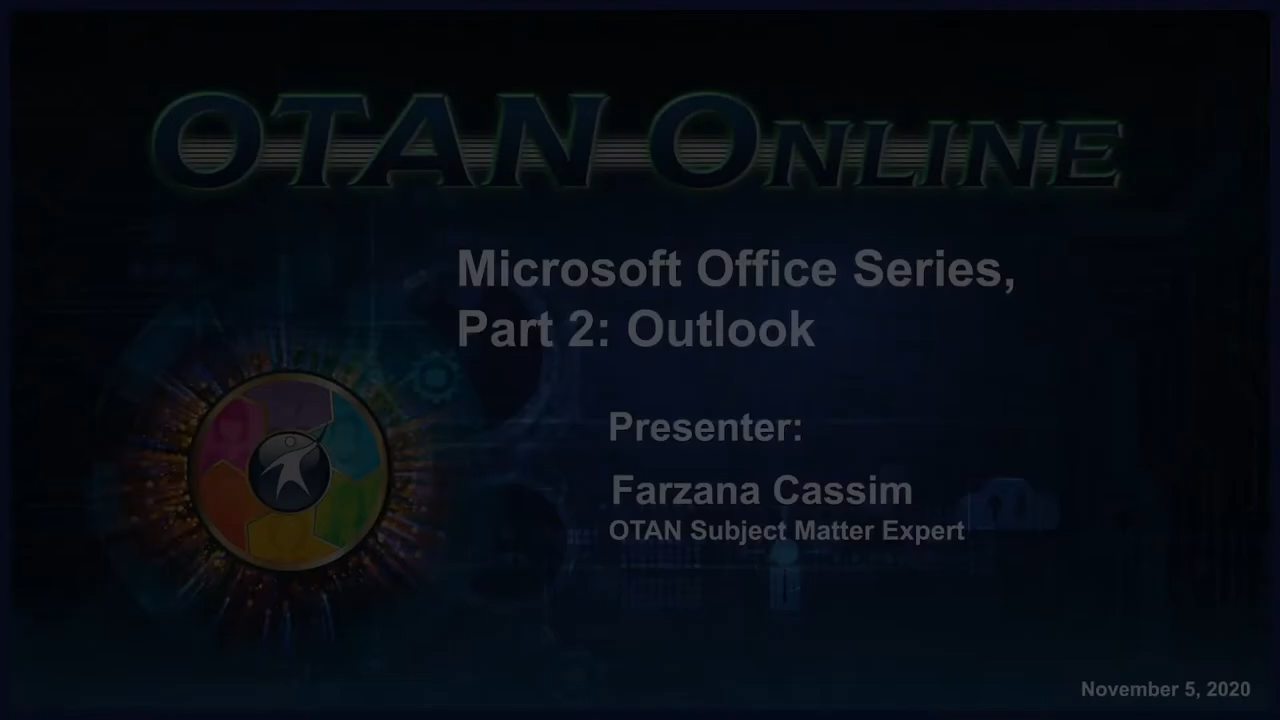 OTAN ONLINE
Microsoft Office Series,
Part 2: Outlook
Presenter:
Farzana Cassim
OTAN Subject Matter Expert
November 5, 2020